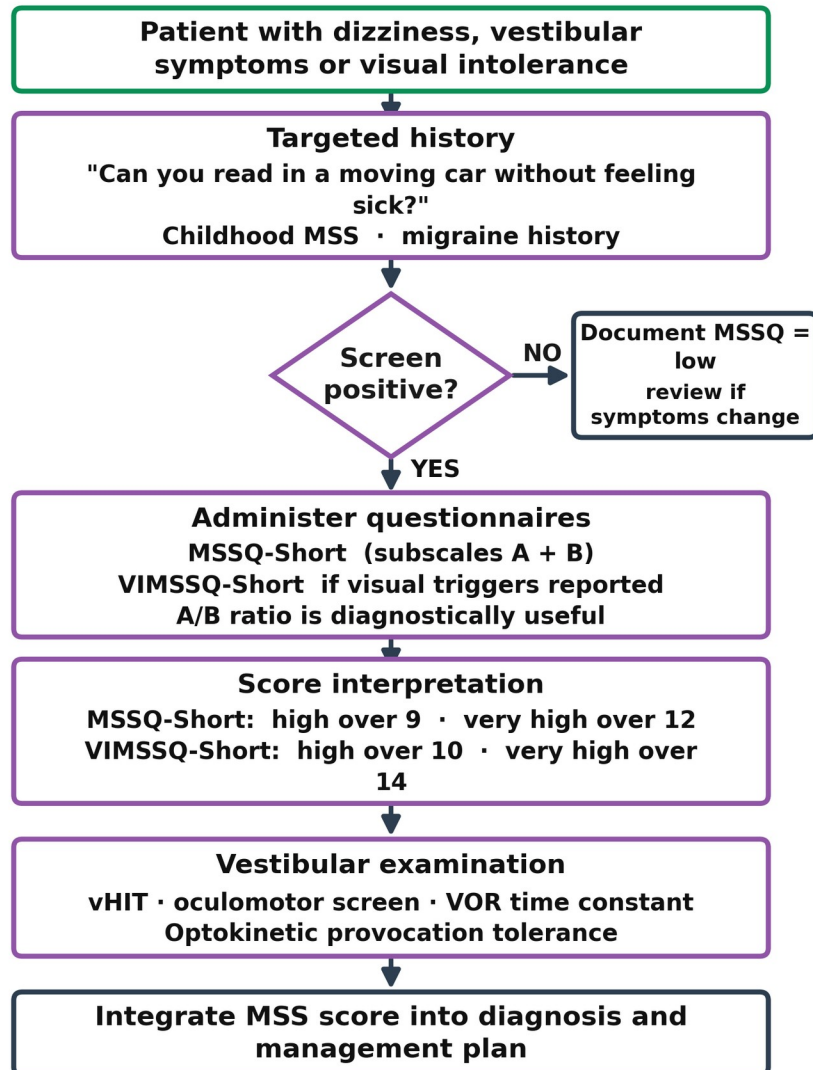 Patient with dizziness, vestibular
symptoms or visual intolerance
Targeted history
"Can you read in a moving car without feeling
sick?"
Childhood MSS · migraine history
Screen
positive?
NO
Document MSSQ =
low
review if
symptoms change
YES
Administer questionnaires
MSSQ-Short (subscales A + B)
VIMSSQ-Short if visual triggers reported
A/B ratio is diagnostically useful
Score interpretation
MSSQ-Short: high over 9 · very high over 12
VIMSSQ-Short: high over 10 · very high over
14
Vestibular examination
vHIT · oculomotor screen · VOR time constant
Optokinetic provocation tolerance
Integrate MSS score into diagnosis and
management plan